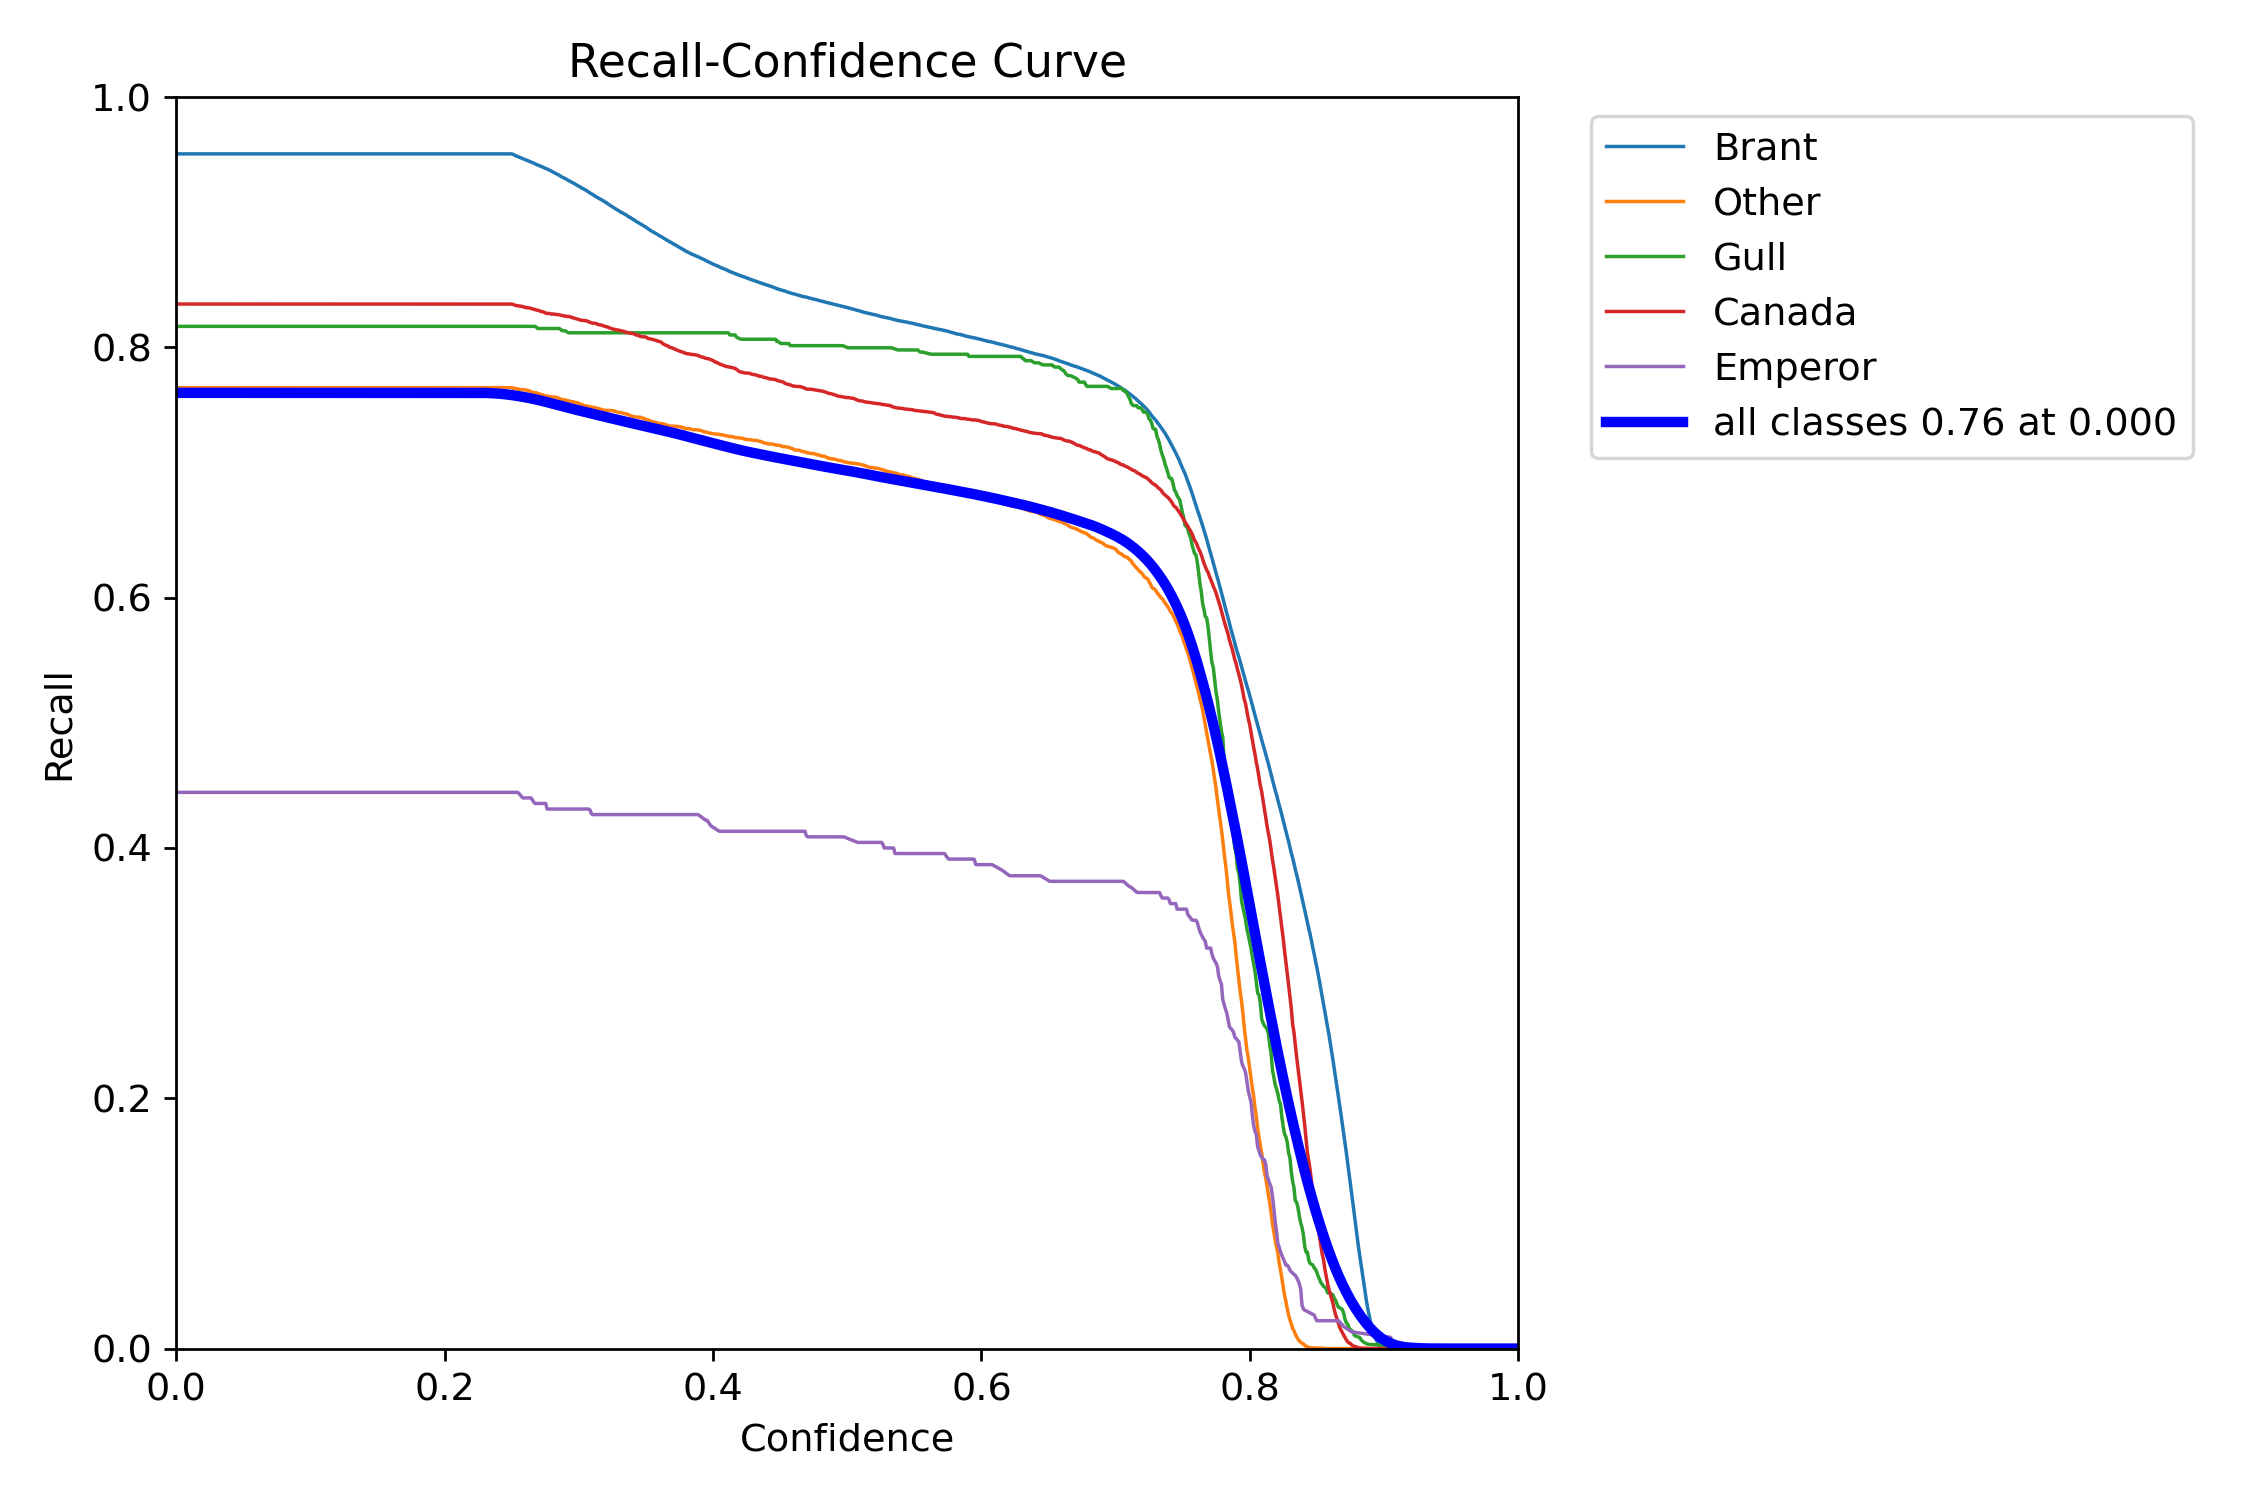 Recall-Confidence Curve
1.0
0.8
0.6
0.4
0.2
0.0
Recall
0.0 0.2 0.4 0.6 0.8 1.0
Confidence
Brant
Other
Gull
Canada
Emperor
all classes 0.76 at 0.000